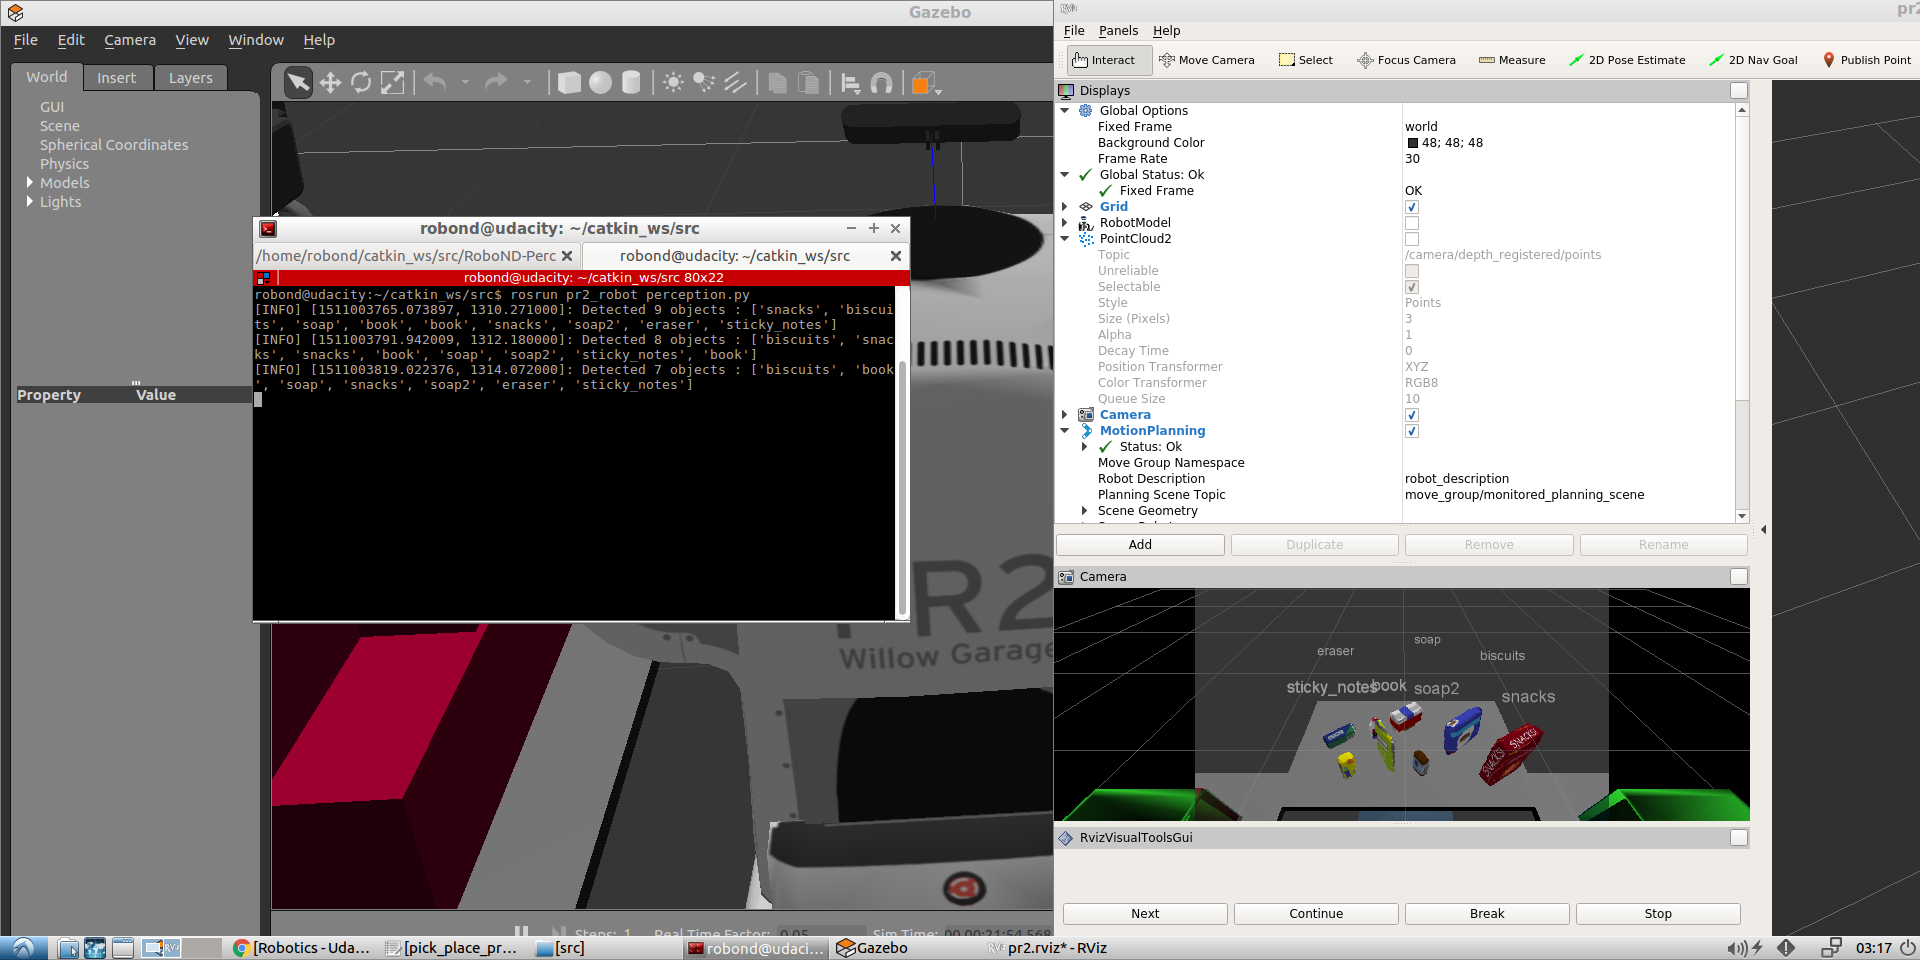 Gazebo
File Edit Camera View Window Help
World Insert Layers
GUI
Scene
Spherical Coordinates
Physics
Models
Lights
Property Value
robond@udacity: ~/catkin_ws/src
/home/robond/catkin_ws/src/RoboND-Perc
robond@udacity: ~/catkin_ws/src
robond@udacity: ~/catkin_ws/src 80x22
robond@udacity:~/catkin_ws/src$ rosrun pr2_robot perception.py
[INFO] [1511003765.073897, 1310.271000]: Detected 9 objects : ['snacks', 'biscui
ts', 'soap', 'book', 'book', 'snacks', 'soap2', 'eraser', 'sticky_notes']
[INFO] [1511003791.942009, 1312.180000]: Detected 8 objects : ['biscuits', 'snac
ks', 'snacks', 'book', 'soap', 'soap2', 'sticky_notes', 'book']
[INFO] [1511003819.022376, 1314.072000]: Detected 7 objects : ['biscuits', 'book
', 'soap', 'snacks', 'soap2', 'eraser', 'sticky_notes']
PR2
Willow Garage
Steps: 1 Real Time Factor: 0.05 Sim Time: 00 00:21:54.568
pr2
File Panels Help
Interact Move Camera Select Focus Camera Measure 2D Pose Estimate 2D Nav Goal Publish Point
Displays
Global Options
Fixed Frame world
Background Color 48; 48; 48
Frame Rate 30
Global Status: Ok
Fixed Frame OK
Grid
RobotModel
PointCloud2
Topic /camera/depth_registered/points
Unreliable
Selectable
Style Points
Size (Pixels) 3
Alpha 1
Decay Time 0
Position Transformer XYZ
Color Transformer RGB8
Queue Size 10
Camera
MotionPlanning
Status: Ok
Move Group Namespace
Robot Description robot_description
Planning Scene Topic move_group/monitored_planning_scene
Scene Geometry
Add Duplicate Remove Rename
Camera
soap
eraser biscuits
sticky_notes book soap2 snacks
SNACKS!
SNACKS!
RvizVisualToolsGui
Next Continue Break Stop
[Robotics - Uda... [pick_place_pr... [src] robond@udaci... Gazebo pr2.rviz* - RViz 03:17